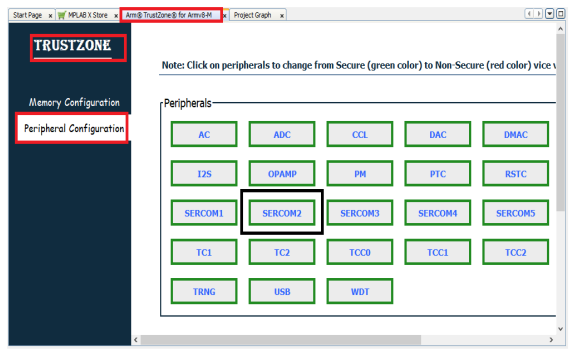 Start Page x MPLAB X Store x Arm® TrustZone® for Armv8-M x Project Graph x
TRUSTZONE
Note: Click on peripherals to change from Secure (green color) to Non-Secure (red color) vice v
Memory Configuration
Peripheral Configuration
Peripherals
AC ADC CCL DAC DMAC
I2S OPAMP PM PTC RSTC
SERCOM1 SERCOM2 SERCOM3 SERCOM4 SERCOM5
TC1 TC2 TCC0 TCC1 TCC2
TRNG USB WDT